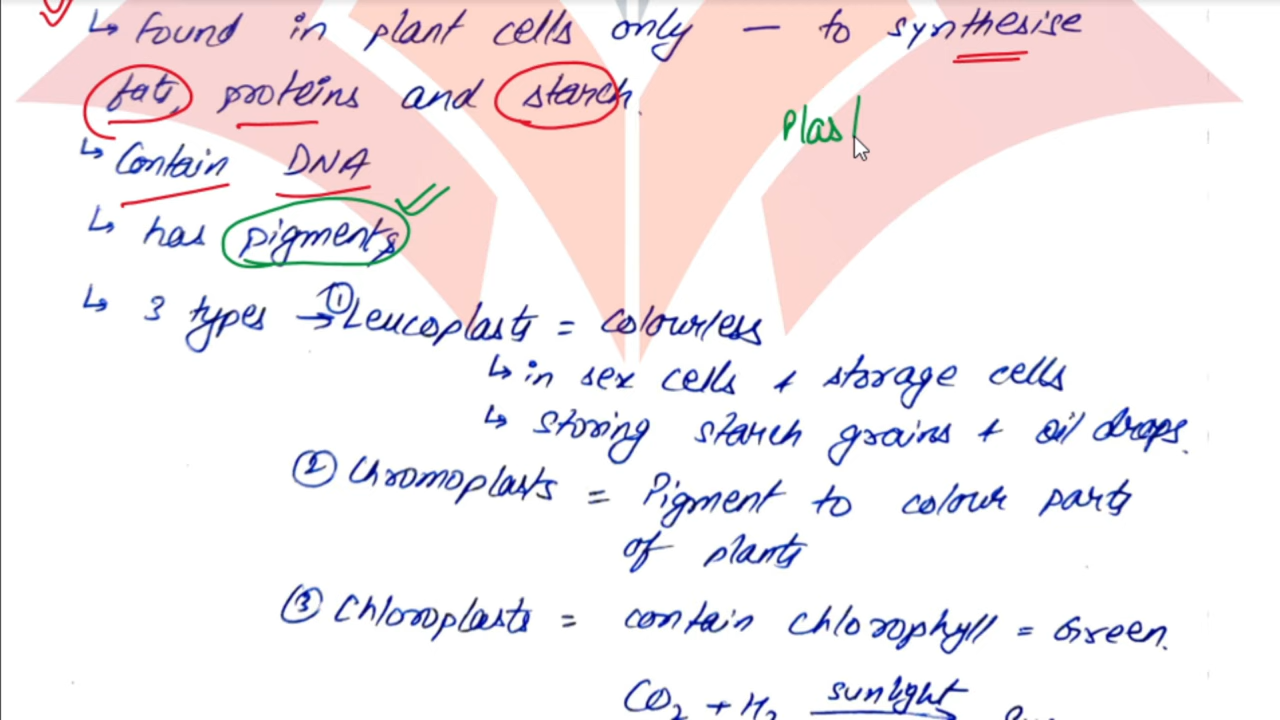 ↳ Found in plant cells only — to synthesise
fat, proteins and starch.
Plas
↳ Contain DNA
↳ has pigments
↳ 3 types → ① Leucoplasts = colourless
↳ in sex cells + storage cells
↳ storing starch grains + oil drops.
② Chromoplasts = Pigment to colour parts
of plants
③ Chloroplasts = contain chlorophyll = Green.
CO₂ + H₂ sunlight